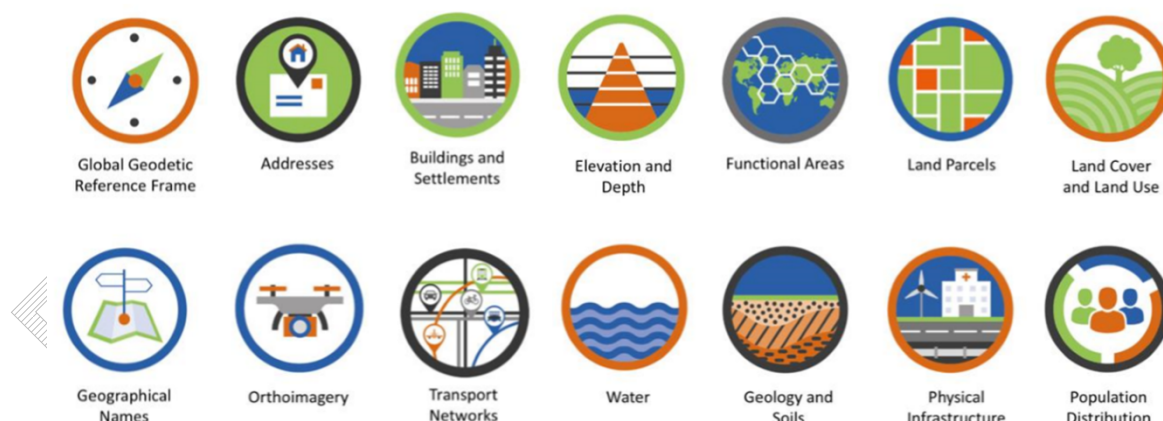 Global Geodetic
Reference Frame
Addresses
Buildings and
Settlements
Elevation and
Depth
Functional Areas
Land Parcels
Land Cover
and Land Use
Geographical
Names
Orthoimagery
Transport
Networks
Water
Geology and
Soils
Physical
Infrastructure
Population
Distribution